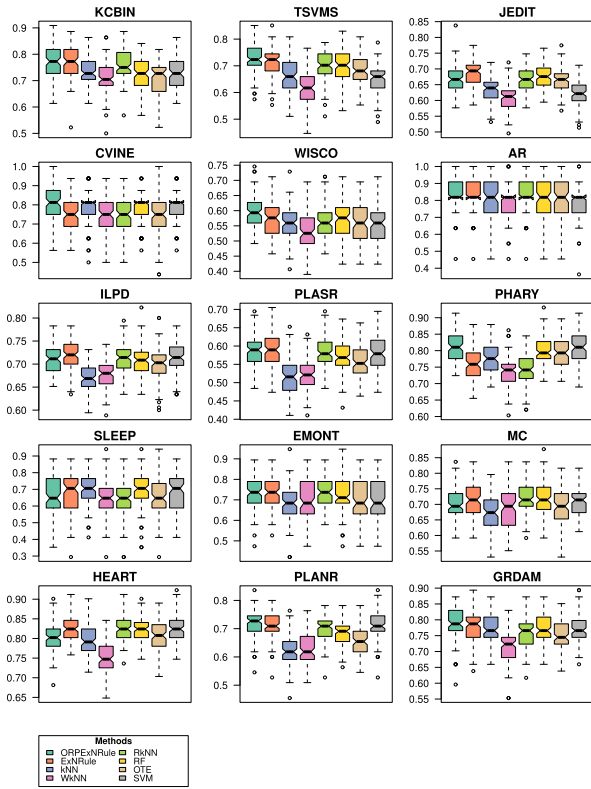 KCBIN TSVMS JEDIT
0.9 0.8 0.7 0.6 0.5
0.9 0.8 0.7 0.6 0.5
0.85 0.80 0.75 0.70 0.65 0.60 0.55 0.50
CVINE WISCO AR
1.0 0.9 0.8 0.7 0.6 0.5
0.75 0.70 0.65 0.60 0.55 0.50 0.45 0.40
1.0 0.9 0.8 0.7 0.6 0.5 0.4
ILPD PLASR PHARY
0.80 0.75 0.70 0.65 0.60
0.70 0.65 0.60 0.55 0.50 0.45 0.40
0.90 0.85 0.80 0.75 0.70 0.65 0.60
SLEEP EMONT MC
0.9 0.8 0.7 0.6 0.5 0.4 0.3
0.9 0.8 0.7 0.6 0.5
0.85 0.80 0.75 0.70 0.65 0.60 0.55
HEART PLANR GRDAM
0.90 0.85 0.80 0.75 0.70 0.65
0.8 0.7 0.6 0.5
0.90 0.85 0.80 0.75 0.70 0.65 0.60 0.55
Methods
ORPExNRule RkNN
ExNRule RF
kNN OTE
WkNN SVM